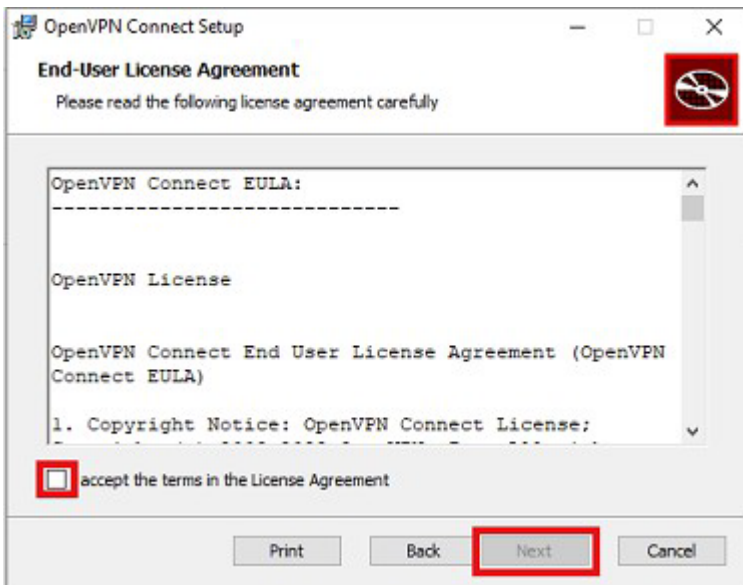 OpenVPN Connect Setup
End-User License Agreement
Please read the following license agreement carefully
OpenVPN Connect EULA:
------------------------------
OpenVPN License
OpenVPN Connect End User License Agreement (OpenVPN
Connect EULA)
1. Copyright Notice: OpenVPN Connect License;
accept the terms in the License Agreement
Print Back Next Cancel